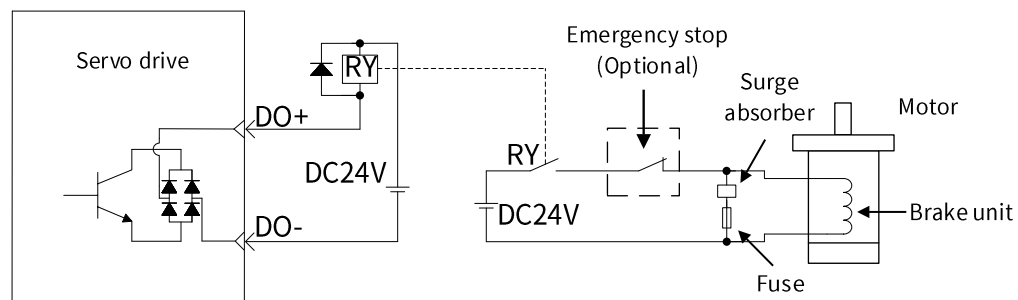 Servo drive
RY
DO+
DC24V
DO-
RY
DC24V
Emergency stop
(Optional)
Surge
absorber
Motor
Brake unit
Fuse